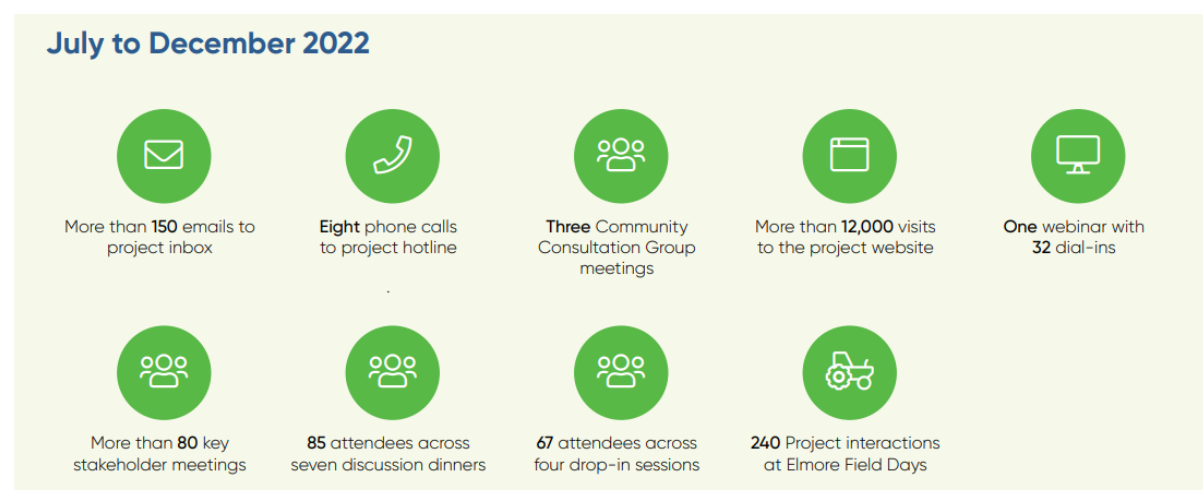 July to December 2022
More than 150 emails to
project inbox
Eight phone calls
to project hotline
Three Community
Consultation Group
meetings
More than 12,000 visits
to the project website
One webinar with
32 dial-ins
.
More than 80 key
stakeholder meetings
85 attendees across
seven discussion dinners
67 attendees across
four drop-in sessions
240 Project interactions
at Elmore Field Days